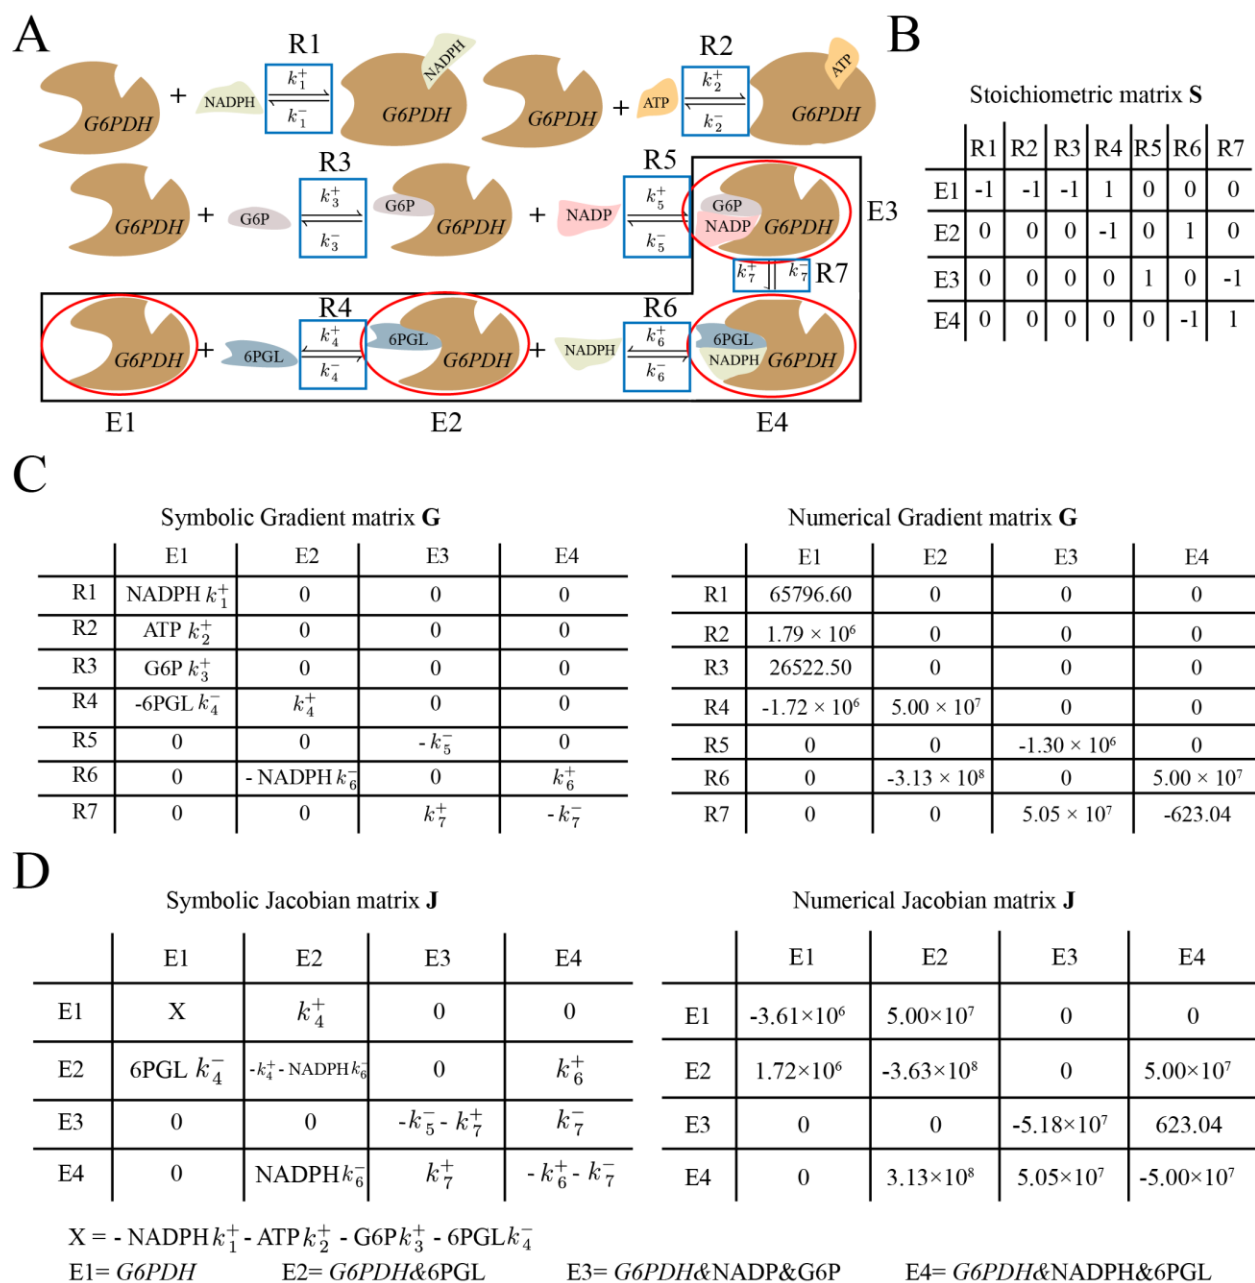 A
B
R1
R2
G6PDH + NADPH k₁⁺ k₁⁻ G6PDH NADPH
G6PDH + ATP k₂⁺ k₂⁻ G6PDH ATP
R3
R5
G6PDH + G6P k₃⁺ k₃⁻ G6P G6PDH + NADP k₅⁺ k₅⁻ G6P NADP G6PDH E3
k₇⁺ k₇⁻ R7
R4
R6
G6PDH + 6PGL k₄⁺ k₄⁻ 6PGL G6PDH + NADPH k₆⁺ k₆⁻ 6PGL NADPH G6PDH
E1 E2 E4
Stoichiometric matrix S
R1 R2 R3 R4 R5 R6 R7
E1 -1 -1 -1 1 0 0 0
E2 0 0 0 -1 0 1 0
E3 0 0 0 0 1 0 -1
E4 0 0 0 0 0 -1 1
C
Symbolic Gradient matrix G
E1 E2 E3 E4
R1 NADPH k₁⁺ 0 0 0
R2 ATP k₂⁺ 0 0 0
R3 G6P k₃⁺ 0 0 0
R4 -6PGL k₄⁻ k₄⁺ 0 0
R5 0 0 - k₅⁻ 0
R6 0 - NADPH k₆⁻ 0 k₆⁺
R7 0 0 k₇⁺ - k₇⁻
Numerical Gradient matrix G
E1 E2 E3 E4
R1 65796.60 0 0 0
R2 1.79 × 10⁶ 0 0 0
R3 26522.50 0 0 0
R4 -1.72 × 10⁶ 5.00 × 10⁷ 0 0
R5 0 0 -1.30 × 10⁶ 0
R6 0 -3.13 × 10⁸ 0 5.00 × 10⁷
R7 0 0 5.05 × 10⁷ -623.04
D
Symbolic Jacobian matrix J
E1 E2 E3 E4
E1 X k₄⁺ 0 0
E2 6PGL k₄⁻ -k₄⁺ - NADPH k₆⁻ 0 k₆⁺
E3 0 0 -k₅⁻ - k₇⁺ k₇⁻
E4 0 NADPH k₆⁻ k₇⁺ - k₆⁺ - k₇⁻
Numerical Jacobian matrix J
E1 E2 E3 E4
E1 -3.61×10⁶ 5.00×10⁷ 0 0
E2 1.72×10⁶ -3.63×10⁸ 0 5.00×10⁷
E3 0 0 -5.18×10⁷ 623.04
E4 0 3.13×10⁸ 5.05×10⁷ -5.00×10⁷
X = - NADPH k₁⁺ - ATP k₂⁺ - G6P k₃⁺ - 6PGL k₄⁻
E1= G6PDH E2= G6PDH&6PGL E3= G6PDH&NADP&G6P E4= G6PDH&NADPH&6PGL